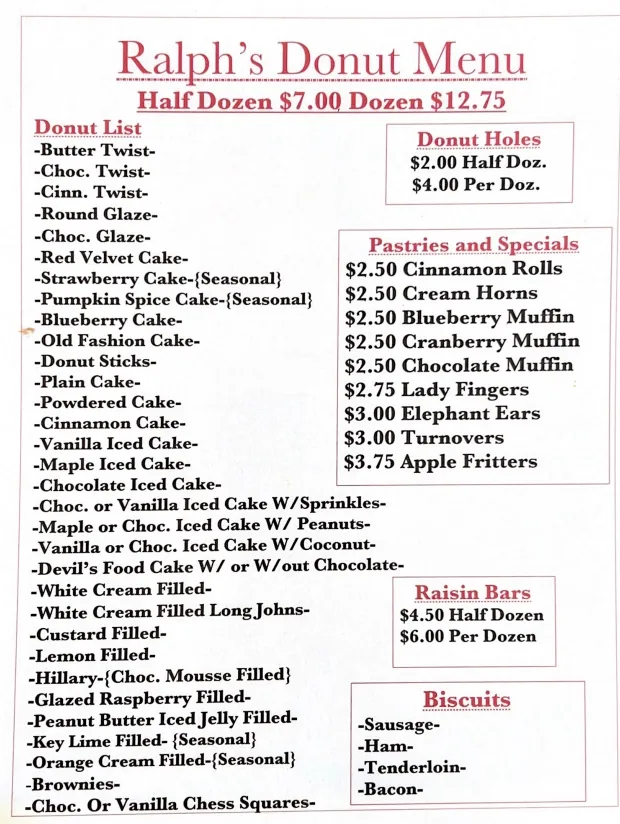 Ralph's Donut Menu
Half Dozen $7.00 Dozen $12.75
Donut List
-Butter Twist-
-Choc. Twist-
-Cinn. Twist-
-Round Glaze-
-Choc. Glaze-
-Red Velvet Cake-
-Strawberry Cake-{Seasonal}
-Pumpkin Spice Cake-{Seasonal}
-Blueberry Cake-
-Old Fashion Cake-
-Donut Sticks-
-Plain Cake-
-Powdered Cake-
-Cinnamon Cake-
-Vanilla Iced Cake-
-Maple Iced Cake-
-Chocolate Iced Cake-
-Choc. or Vanilla Iced Cake W/Sprinkles-
-Maple or Choc. Iced Cake W/ Peanuts-
-Vanilla or Choc. Iced Cake W/Coconut-
-Devil's Food Cake W/ or W/out Chocolate-
-White Cream Filled-
-White Cream Filled Long Johns-
-Custard Filled-
-Lemon Filled-
-Hillary-{Choc. Mousse Filled}
-Glazed Raspberry Filled-
-Peanut Butter Iced Jelly Filled-
-Key Lime Filled- {Seasonal}
-Orange Cream Filled-{Seasonal}
-Brownies-
-Choc. Or Vanilla Chess Squares-
Donut Holes
$2.00 Half Doz.
$4.00 Per Doz.
Pastries and Specials
$2.50 Cinnamon Rolls
$2.50 Cream Horns
$2.50 Blueberry Muffin
$2.50 Cranberry Muffin
$2.50 Chocolate Muffin
$2.75 Lady Fingers
$3.00 Elephant Ears
$3.00 Turnovers
$3.75 Apple Fritters
Raisin Bars
$4.50 Half Dozen
$6.00 Per Dozen
Biscuits
-Sausage-
-Ham-
-Tenderloin-
-Bacon-